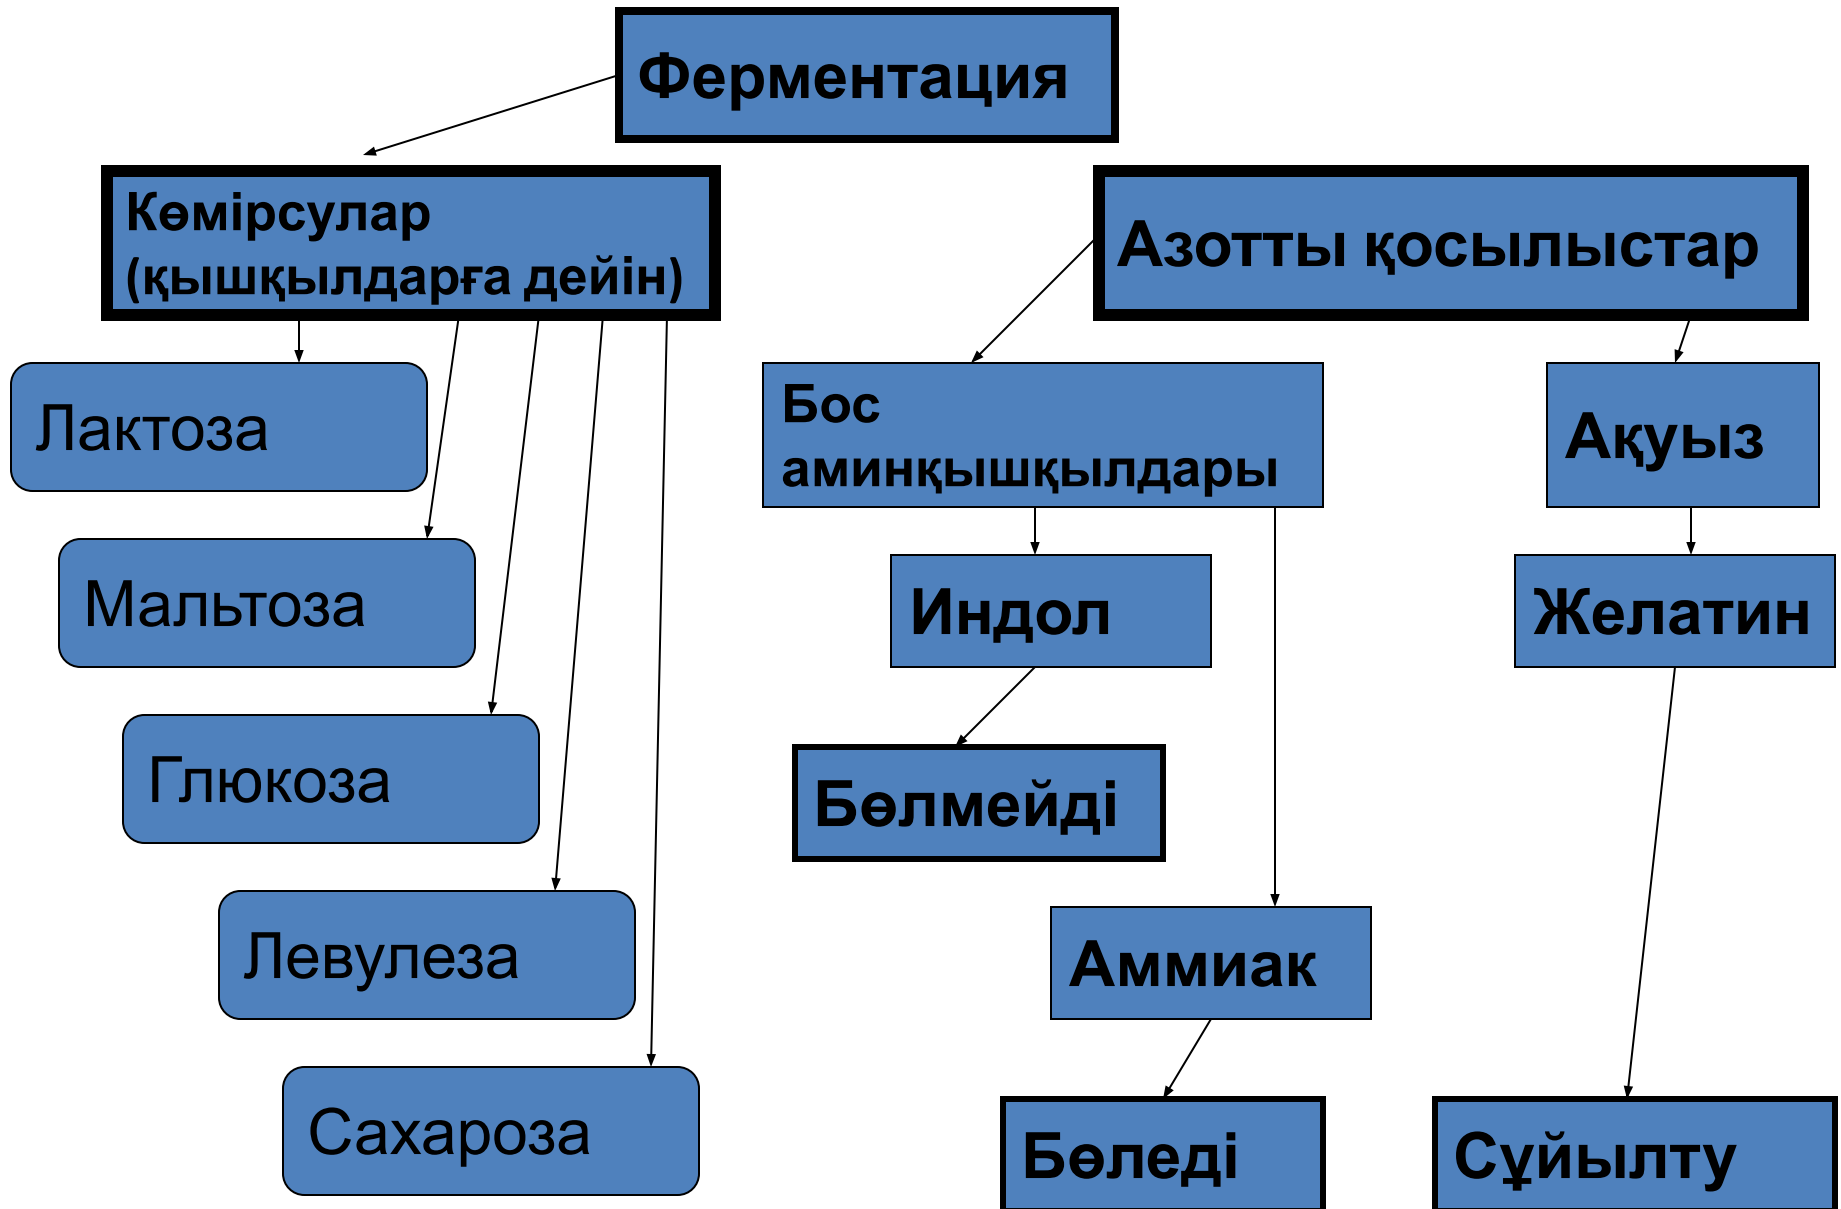 Ферментация
Көмірсулар
(қышқылдарға дейін)
Азотты қосылыстар
Лактоза
Мальтоза
Глюкоза
Левулеза
Сахароза
Бос
аминқышқылдары
Индол
Бөлмейді
Аммиак
Бөледі
Ақуыз
Желатин
Сұйылту